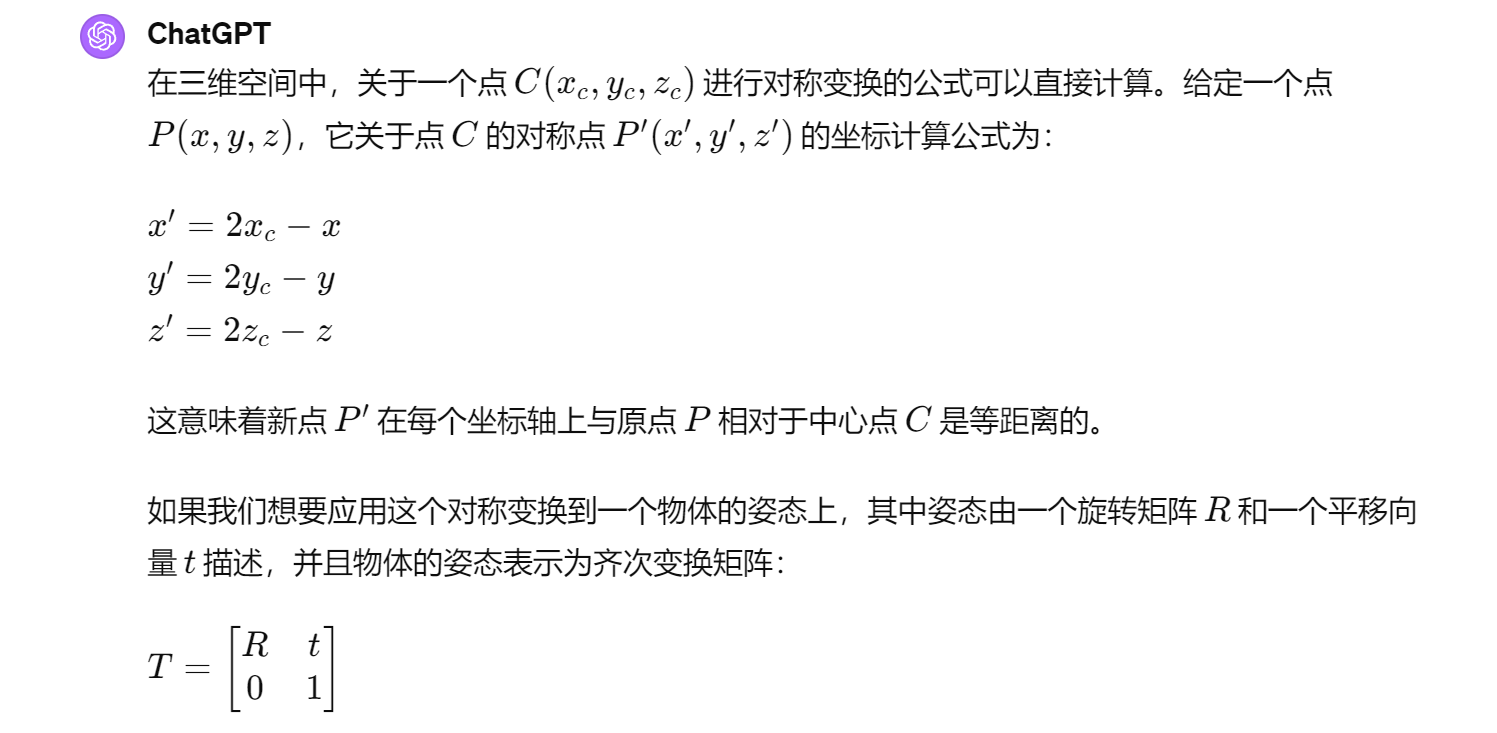 ChatGPT
在三维空间中，关于一个点 C(x_c, y_c, z_c) 进行对称变换的公式可以直接计算。给定一个点
P(x, y, z)，它关于点 C 的对称点 P′(x′, y′, z′) 的坐标计算公式为：
x′ = 2x_c − x
y′ = 2y_c − y
z′ = 2z_c − z
这意味着新点 P′ 在每个坐标轴上与原点 P 相对于中心点 C 是等距离的。
如果我们想要应用这个对称变换到一个物体的姿态上，其中姿态由一个旋转矩阵 R 和一个平移向
量 t 描述，并且物体的姿态表示为齐次变换矩阵：
T = [R t
0 1]